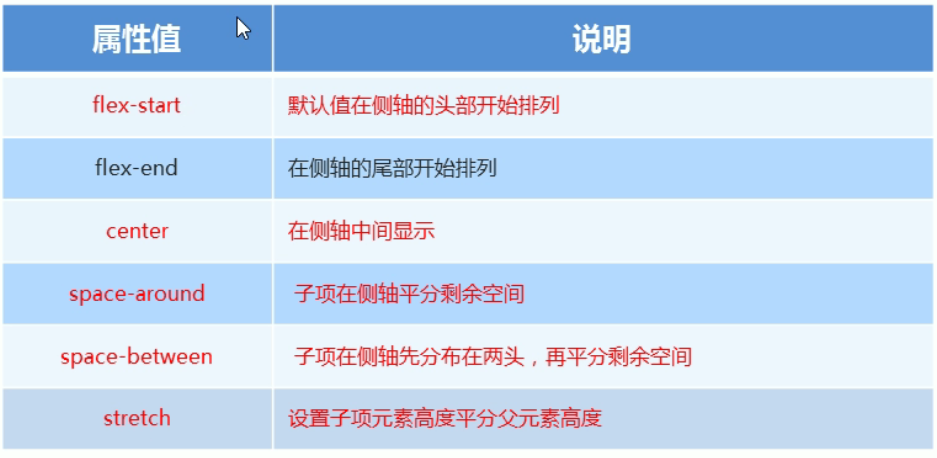 属性值 说明
flex-start 默认值在侧轴的头部开始排列
flex-end 在侧轴的尾部开始排列
center 在侧轴中间显示
space-around 子项在侧轴平分剩余空间
space-between 子项在侧轴先分布在两头，再平分剩余空间
stretch 设置子项元素高度平分父元素高度